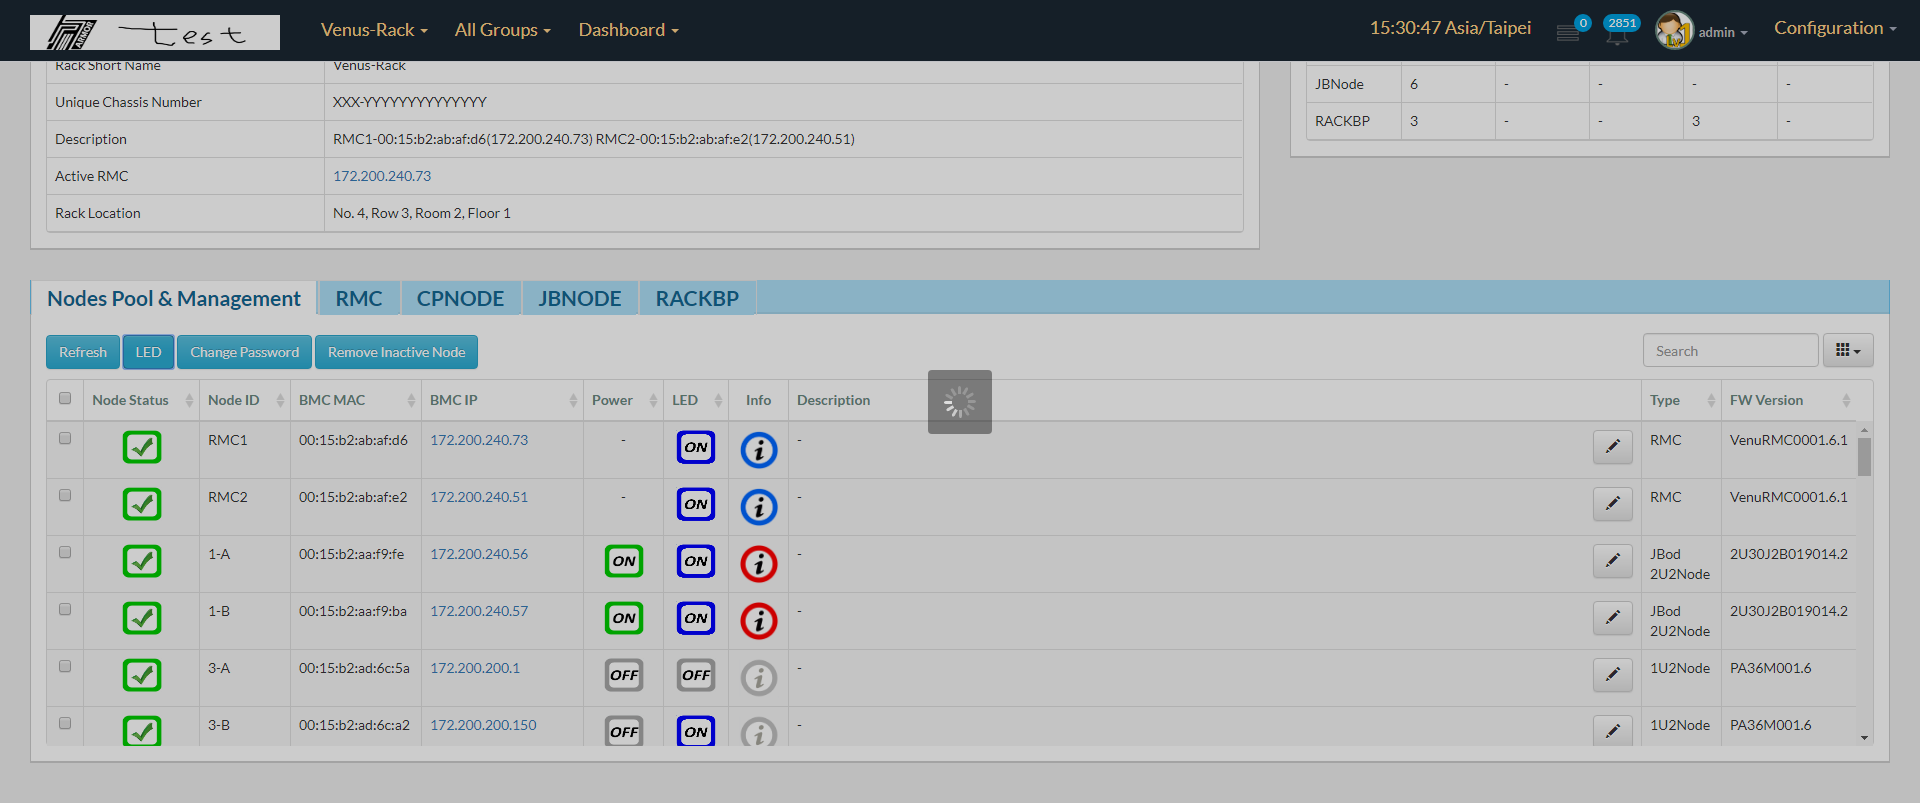 ARMOR test Venus-Rack All Groups Dashboard 15:30:47 Asia/Taipei 0 2851 admin Configuration
Rack Short Name Venus-Rack
Unique Chassis Number XXX-YYYYYYYYYYYYYY
Description RMC1-00:15:b2:ab:af:d6(172.200.240.73) RMC2-00:15:b2:ab:af:e2(172.200.240.51)
Active RMC 172.200.240.73
Rack Location No. 4, Row 3, Room 2, Floor 1
JBNode 6 - - - -
RACKBP 3 - - 3 -
Nodes Pool & Management RMC CPNODE JBNODE RACKBP
Refresh LED Change Password Remove Inactive Node Search
Node Status Node ID BMC MAC BMC IP Power LED Info Description Type FW Version
RMC1 00:15:b2:ab:af:d6 172.200.240.73 - ON i - RMC VenuRMC0001.6.1
RMC2 00:15:b2:ab:af:e2 172.200.240.51 - ON i - RMC VenuRMC0001.6.1
1-A 00:15:b2:aa:f9:fe 172.200.240.56 ON ON i - JBod 2U30J2B019014.2
2U2Node
1-B 00:15:b2:aa:f9:ba 172.200.240.57 ON ON i - JBod 2U30J2B019014.2
2U2Node
3-A 00:15:b2:ad:6c:5a 172.200.200.1 OFF OFF i - 1U2Node PA36M001.6
3-B 00:15:b2:ad:6c:a2 172.200.200.150 OFF ON i - 1U2Node PA36M001.6